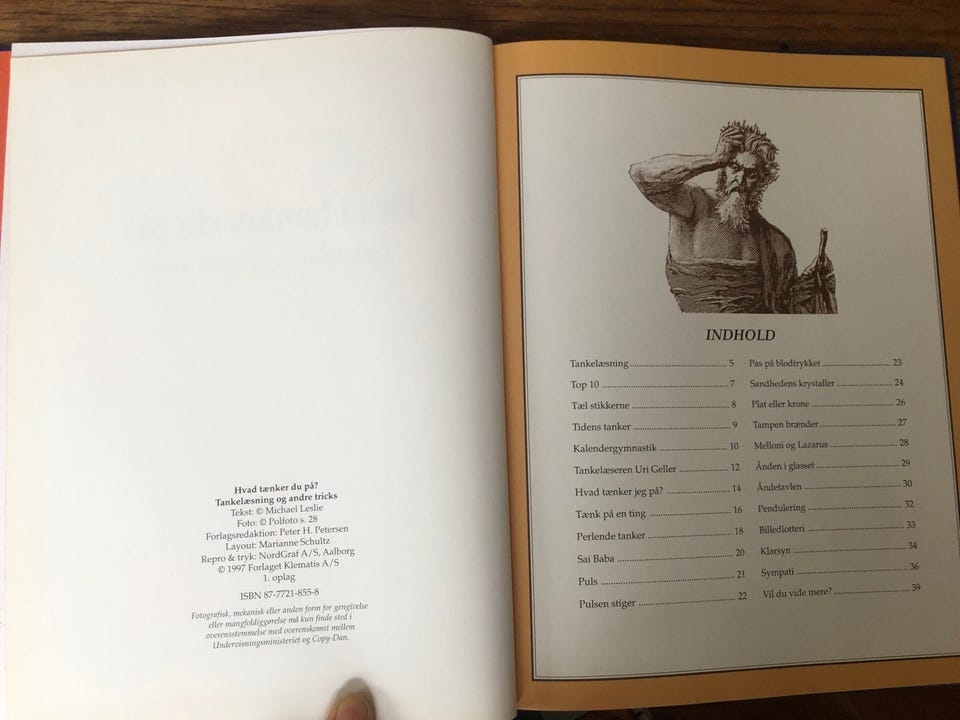 Hvad tænker du på?
Tankelæsning og andre tricks
Tekst: © Michael Leslie
Foto: © Polfoto s. 28
Forlagsredaktion: Peter H. Petersen
Layout: Marianne Schultz
Repro & tryk: NordGraf A/S, Aalborg
© 1997 Forlaget Klematis A/S
1. oplag
ISBN 87-7721-855-8
Fotografisk, mekanisk eller anden form for gengivelse
eller mangfoldiggørelse må kun finde sted i
overensstemmelse med overenskomst mellem
Undervisningsministeriet og Copy-Dan.
INDHOLD
Tankelæsning 5
Top 10 7
Tæl stikkerne 8
Tidens tanker 9
Kalendergymnastik 10
Tankelæseren Uri Geller 12
Hvad tænker jeg på? 14
Tænk på en ting 16
Perlende tanker 18
Sai Baba 20
Puls 21
Pulsen stiger 22
Pas på blodtrykket 23
Sandhedens krystaller 24
Plat eller krone 26
Tampen brænder 27
Melloni og Lazarus 28
Ånden i glasset 29
Åndetavlen 30
Pendulering 32
Billedlotteri 33
Klarsyn 34
Sympati 36
Vil du vide mere? 39